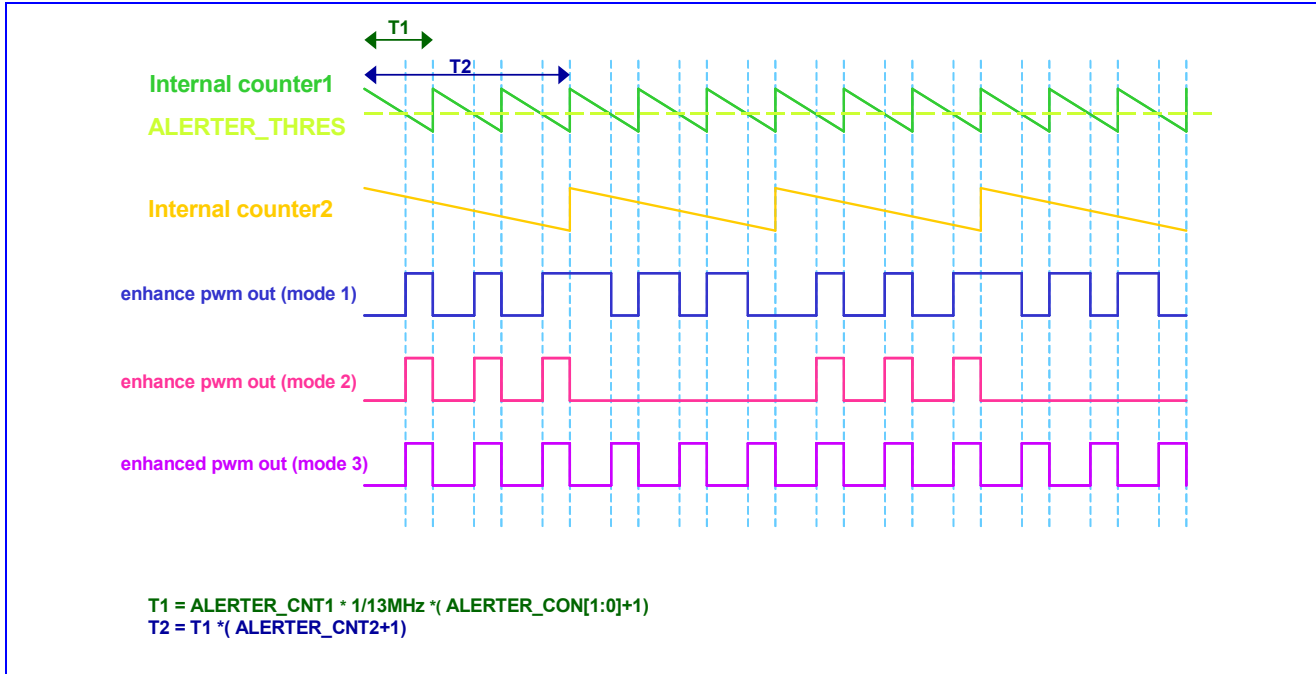 T1
T2
Internal counter1
ALERTER_THRES
Internal counter2
enhance pwm out (mode 1)
enhance pwm out (mode 2)
enhanced pwm out (mode 3)
T1 = ALERTER_CNT1 * 1/13MHz *( ALERTER_CON[1:0]+1)
T2 = T1 *( ALERTER_CNT2+1)